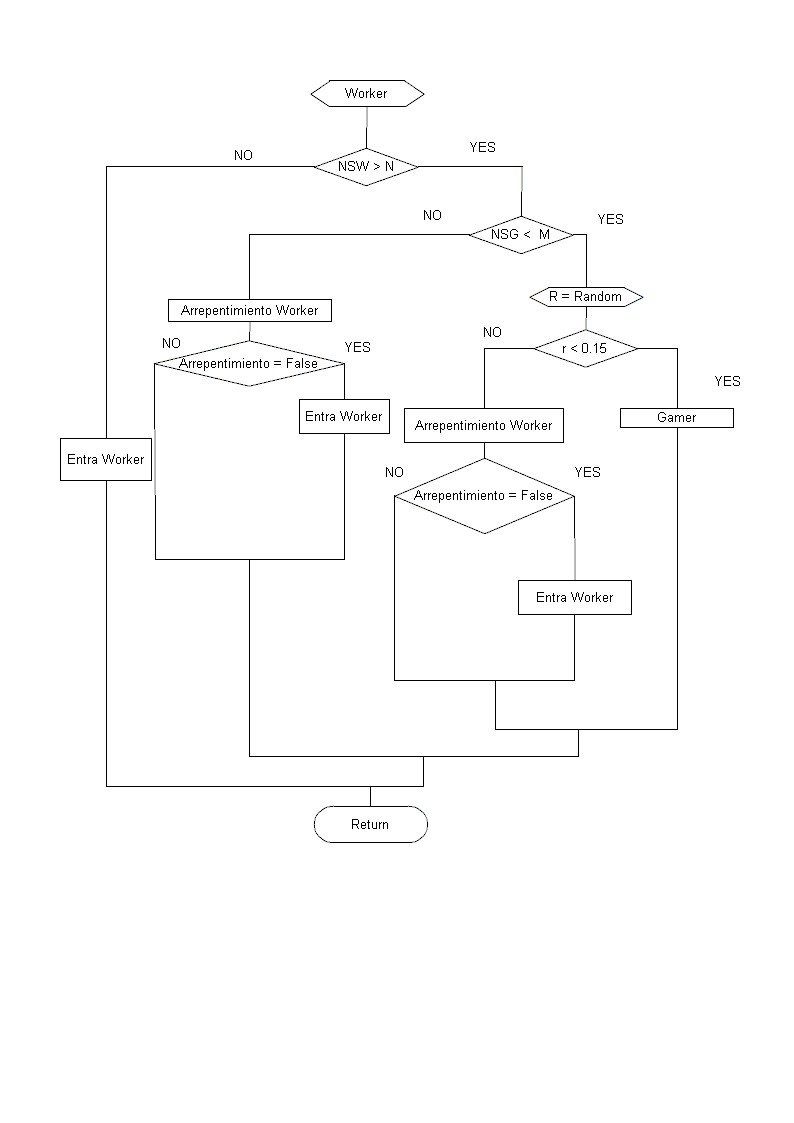 Worker
NO
YES
NSW > N
NO
YES
NSG < M
R = Random
Arrepentimiento Worker
NO
YES
Arrepentimiento = False
NO
r < 0.15
YES
Entra Worker
Arrepentimiento Worker
Gamer
Entra Worker
NO
YES
Arrepentimiento = False
Entra Worker
Return